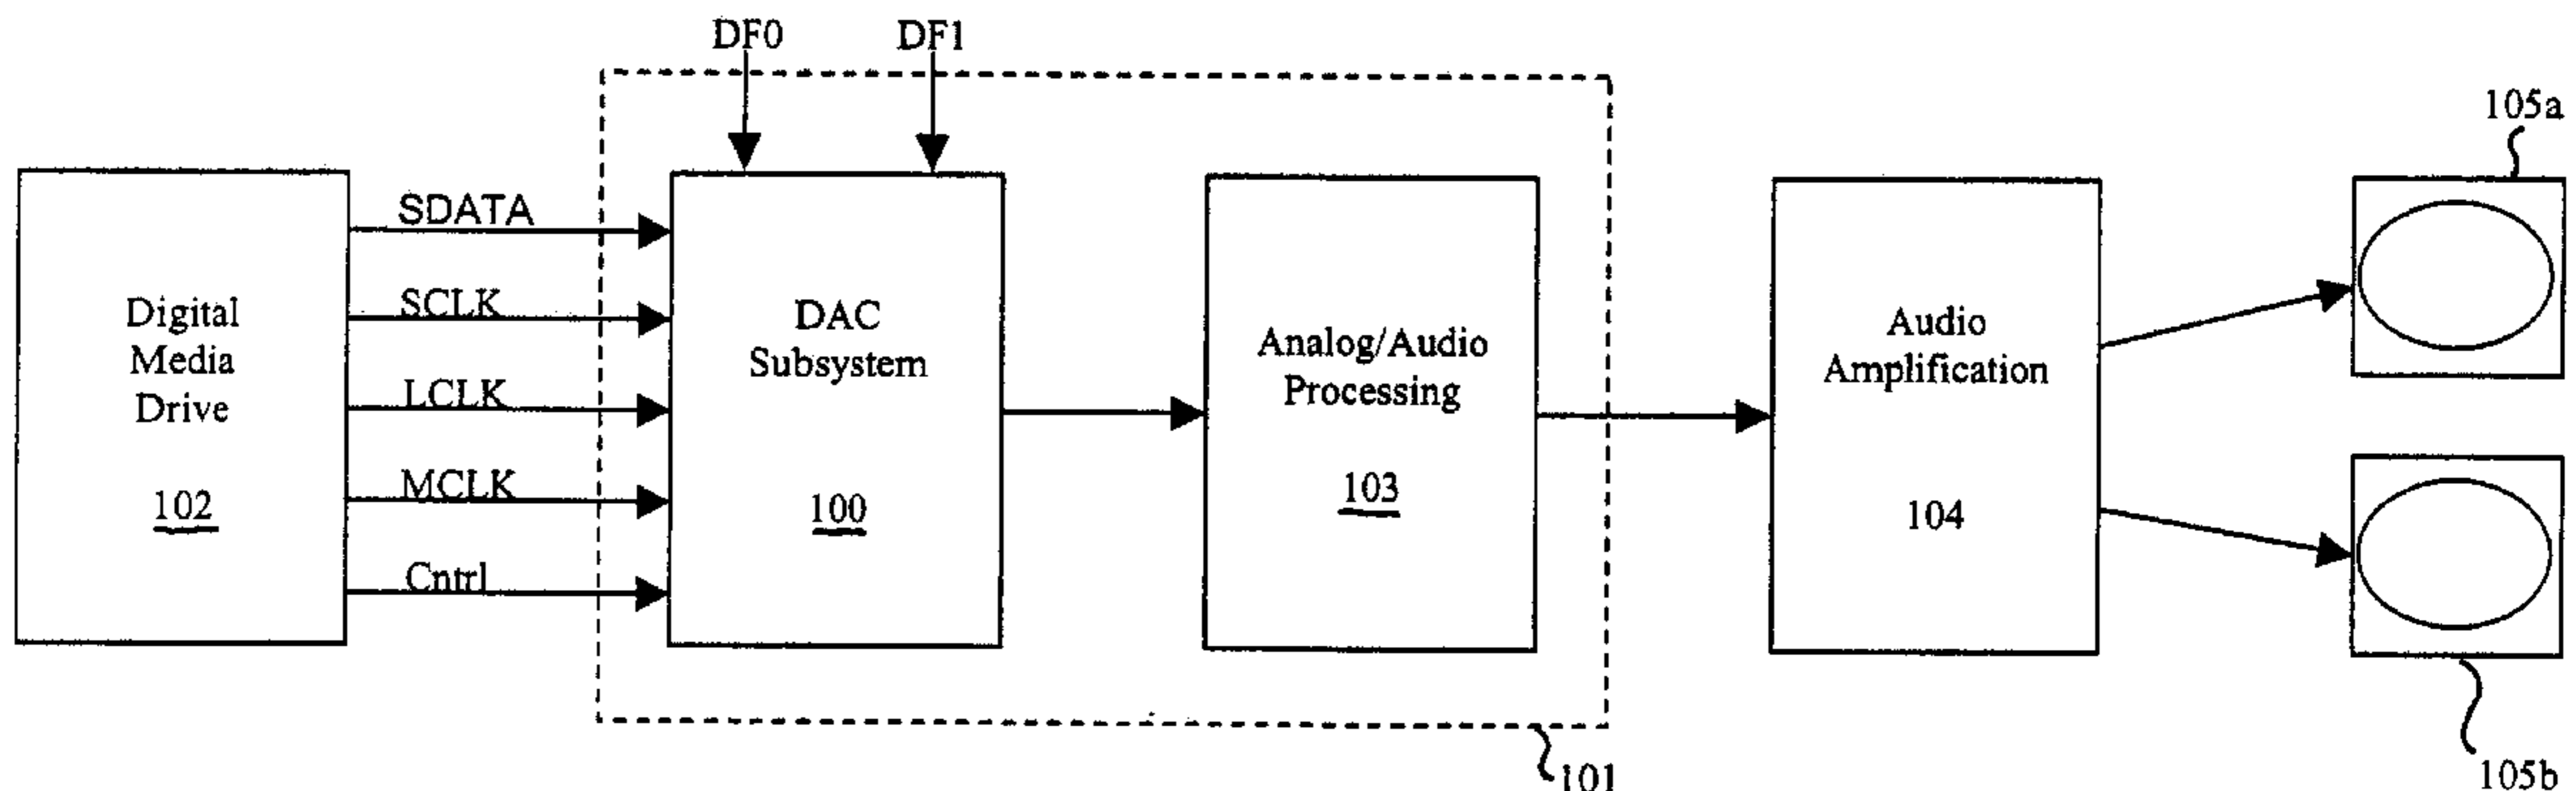 DF0
DF1
105a
SDATA
SCLK
LCLK
MCLK
Cntrl
Digital
Media
Drive
102
DAC
Subsystem
100
Analog/Audio
Processing
103
Audio
Amplification
104
101
105b